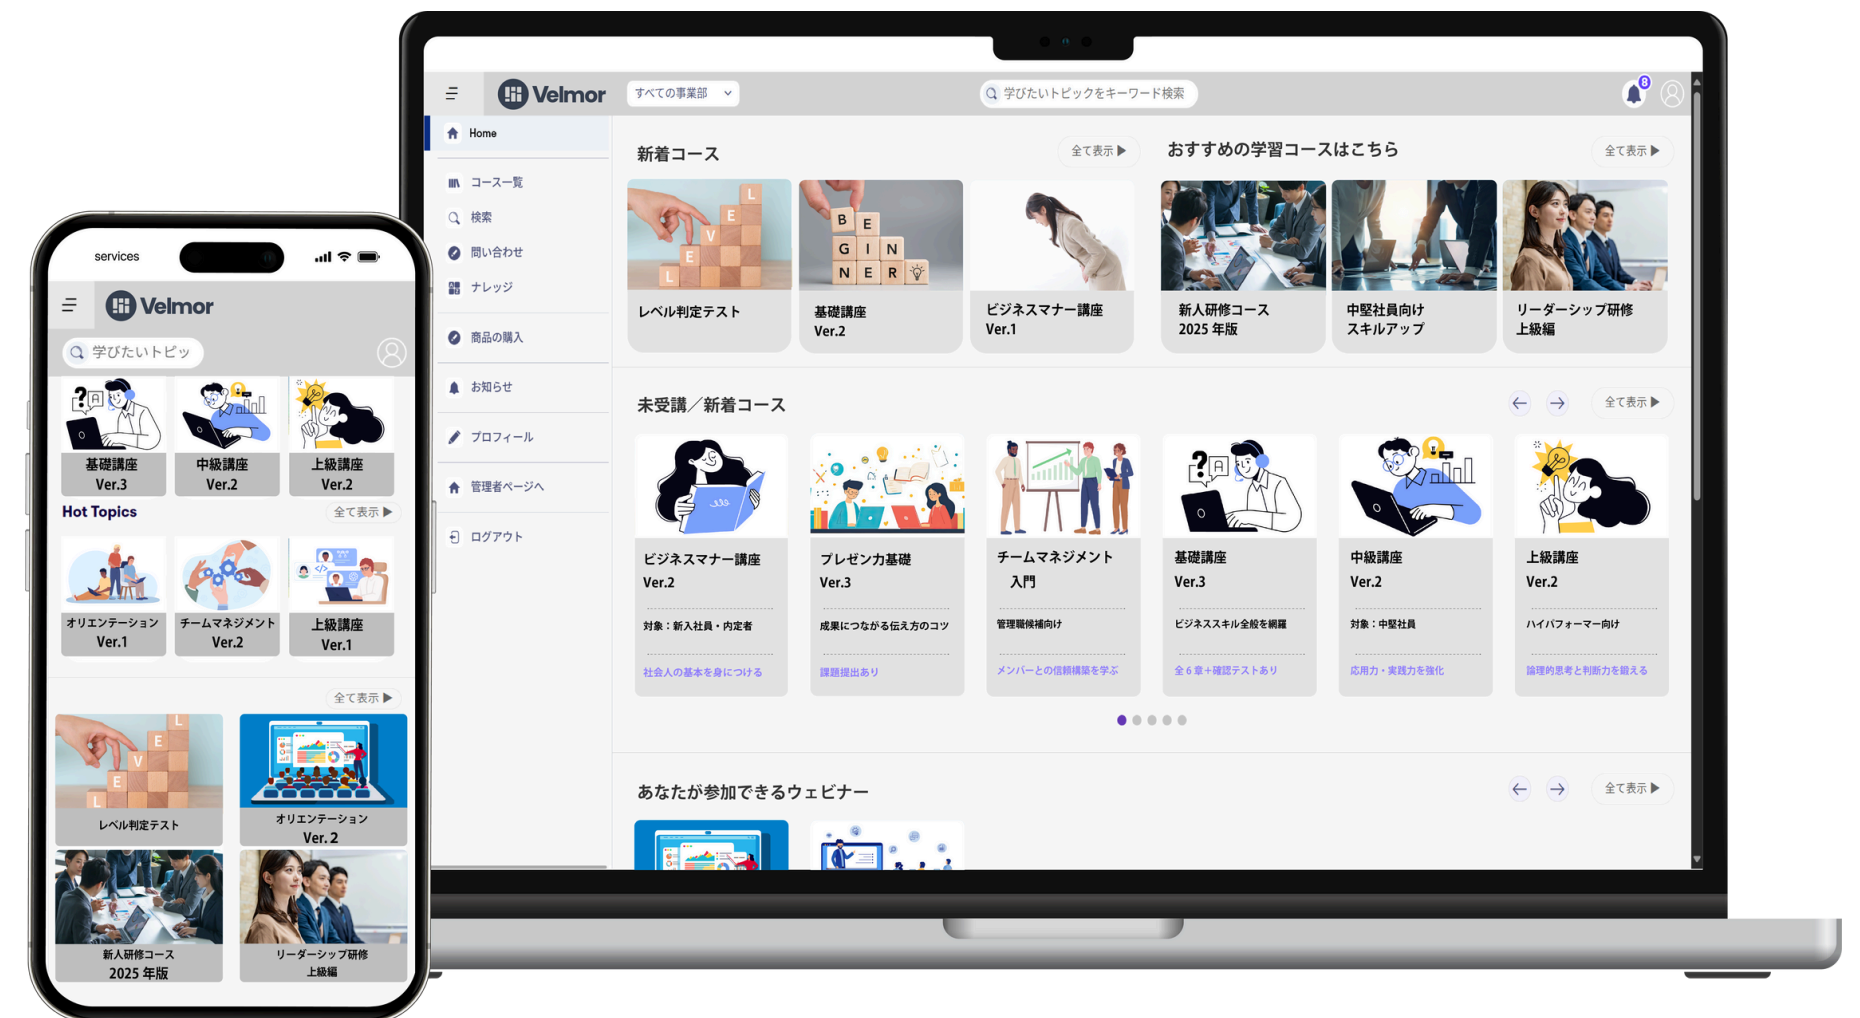 Velmor
すべての事業部
学びたいトピックをキーワード検索
8
Home
コース一覧
検索
問い合わせ
ナレッジ
商品の購入
お知らせ
プロフィール
管理者ページへ
ログアウト
新着コース
全て表示▶
L
E
V
E
L
レベル判定テスト
B E
G I N
N E R
基礎講座
Ver.2
ビジネスマナー講座
Ver.1
おすすめの学習コースはこちら
全て表示▶
新人研修コース
2025 年版
中堅社員向け
スキルアップ
リーダーシップ研修
上級編
未受講／新着コース
← →
全て表示▶
ビジネスマナー講座
Ver.2
対象：新入社員・内定者
社会人の基本を身につける
プレゼン力基礎
Ver.3
成果につながる伝え方のコツ
課題提出あり
チームマネジメント
入門
管理職候補向け
メンバーとの信頼構築を学ぶ
?
A
基礎講座
Ver.3
ビジネススキル全般を網羅
全６章＋確認テストあり
中級講座
Ver.2
対象：中堅社員
応用力・実践力を強化
上級講座
Ver.2
ハイパフォーマー向け
論理的思考と判断力を鍛える
あなたが参加できるウェビナー
← →
全て表示▶
services
Velmor
学びたいトピッ
?
A
基礎講座
Ver.3
中級講座
Ver.2
上級講座
Ver.2
Hot Topics
全て表示▶
オリエンテーション
Ver.1
チームマネジメント
Ver.2
</>
上級講座
Ver.1
全て表示▶
L
E
V
E
L
レベル判定テスト
オリエンテーション
Ver. 2
新人研修コース
2025 年版
リーダーシップ研修
上級編